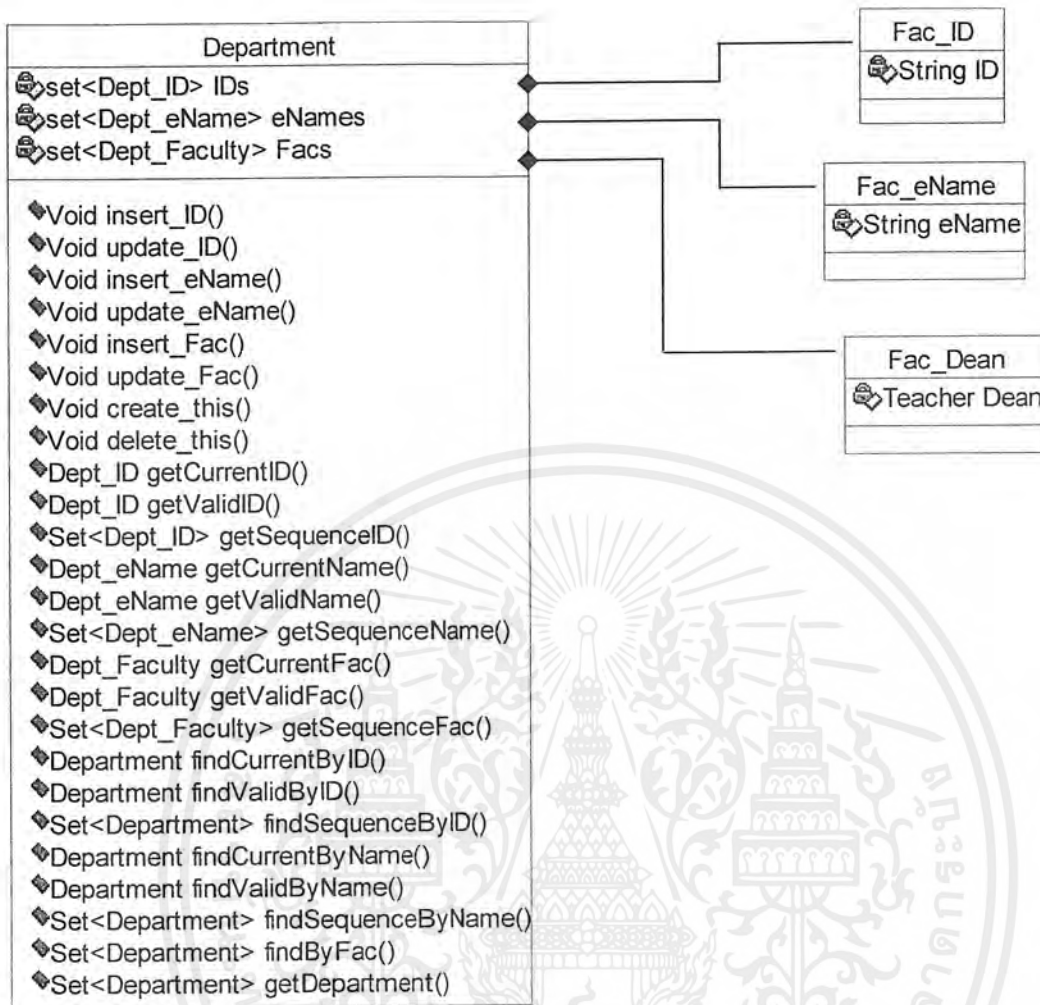 Department
set<Dept_ID> IDs
set<Dept_eName> eNames
set<Dept_Faculty> Facs
Void insert_ID()
Void update_ID()
Void insert_eName()
Void update_eName()
Void insert_Fac()
Void update_Fac()
Void create_this()
Void delete_this()
Dept_ID getCurrentID()
Dept_ID getValidID()
Set<Dept_ID> getSequenceID()
Dept_eName getCurrentName()
Dept_eName getValidName()
Set<Dept_eName> getSequenceName()
Dept_Faculty getCurrentFac()
Dept_Faculty getValidFac()
Set<Dept_Faculty> getSequenceFac()
Department findCurrentByID()
Department findValidByID()
Set<Department> findSequenceByID()
Department findCurrentByName()
Department findValidByName()
Set<Department> findSequenceByName()
Set<Department> findByFac()
Set<Department> getDepartment()
Fac_ID
String ID
Fac_eName
String eName
Fac_Dean
Teacher Dean